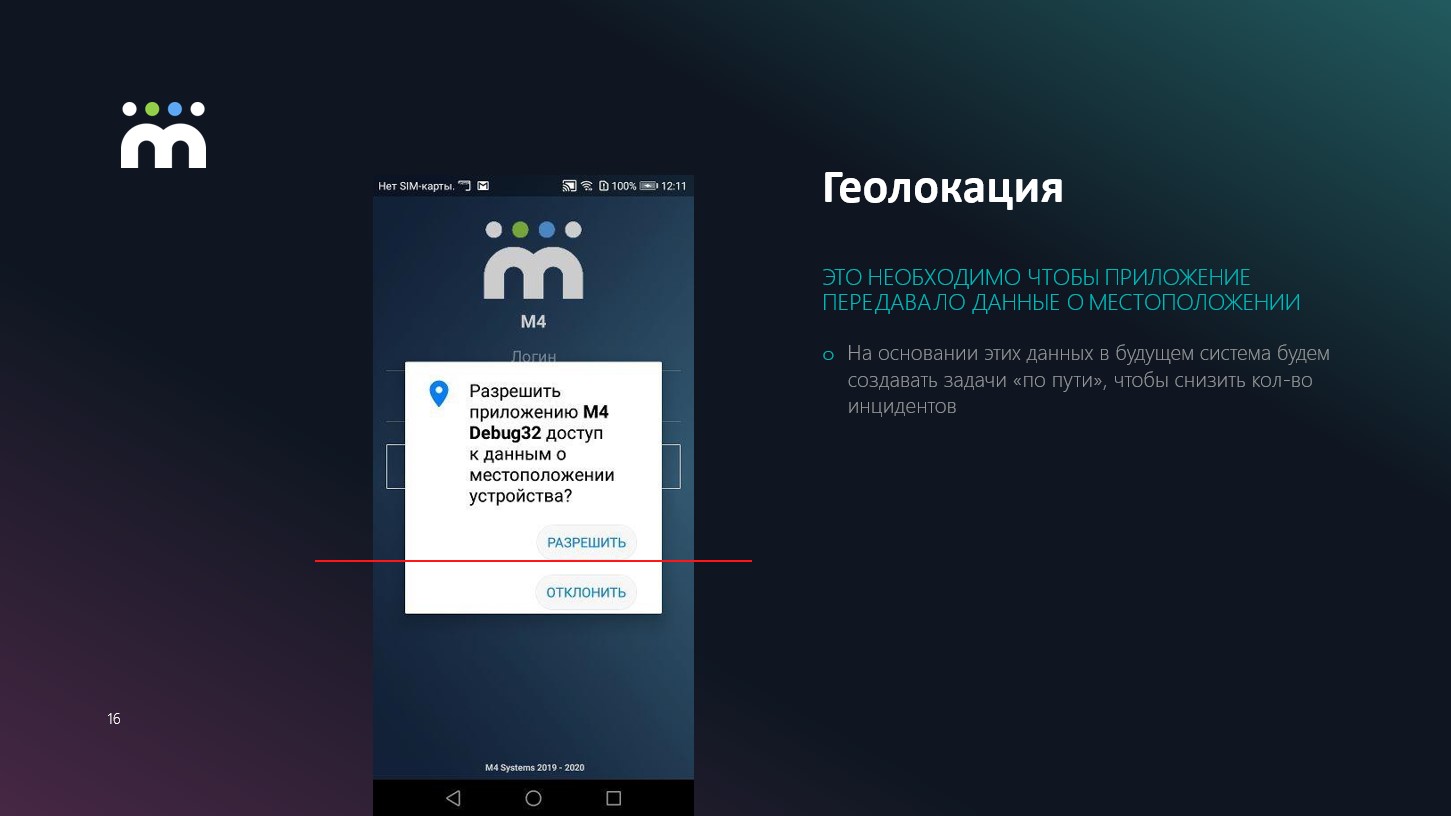 Нет SIM-карты.
100%
12:11
M4
Логин
Разрешить
приложению M4
Debug32 доступ
к данным о
местоположении
устройства?
РАЗРЕШИТЬ
ОТКЛОНИТЬ
M4 Systems 2019 - 2020
Геолокация
ЭТО НЕОБХОДИМО ЧТОБЫ ПРИЛОЖЕНИЕ
ПЕРЕДАВАЛО ДАННЫЕ О МЕСТОПОЛОЖЕНИИ
o На основании этих данных в будущем система будем
создавать задачи «по пути», чтобы снизить кол-во
инцидентов
16